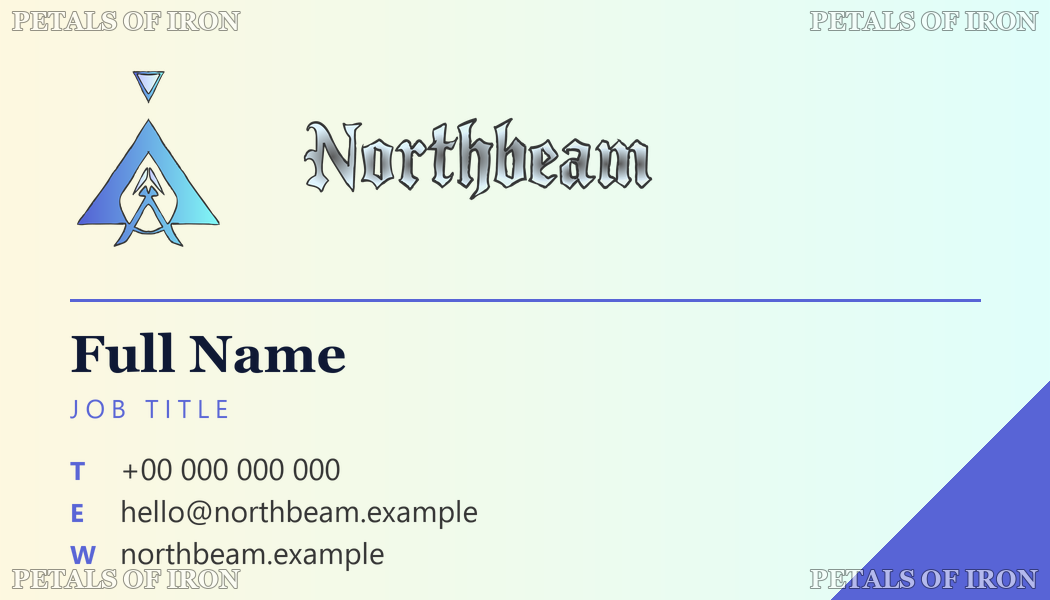 PETALS OF IRON PETALS OF IRON
Northbeam
Full Name
JOB TITLE
T +00 000 000 000
E hello@northbeam.example
W northbeam.example
PETALS OF IRON PETALS OF IRON